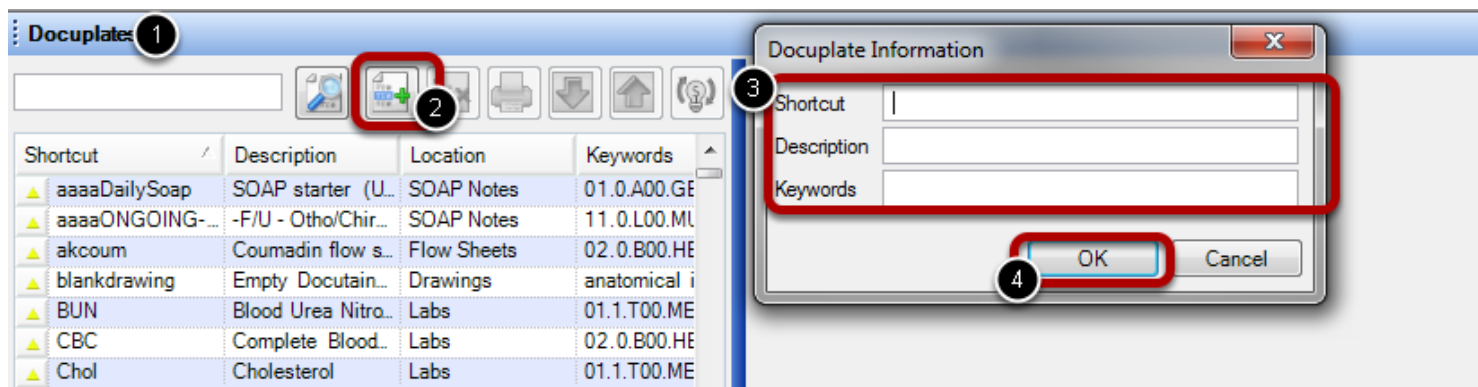 Docuplates 1
2
Shortcut Description Location Keywords
aaaaDailySoap SOAP starter (U... SOAP Notes 01.0.A00.GE
aaaaONGOING-... -F/U - Otho/Chir... SOAP Notes 11.0.L00.MU
akcoum Coumadin flow s... Flow Sheets 02.0.B00.HE
blankdrawing Empty Docutain... Drawings anatomical i
BUN Blood Urea Nitro... Labs 01.1.T00.ME
CBC Complete Blood... Labs 02.0.B00.HE
Chol Cholesterol Labs 01.1.T00.ME
Docuplate Information
3
Shortcut
Description
Keywords
4 OK Cancel